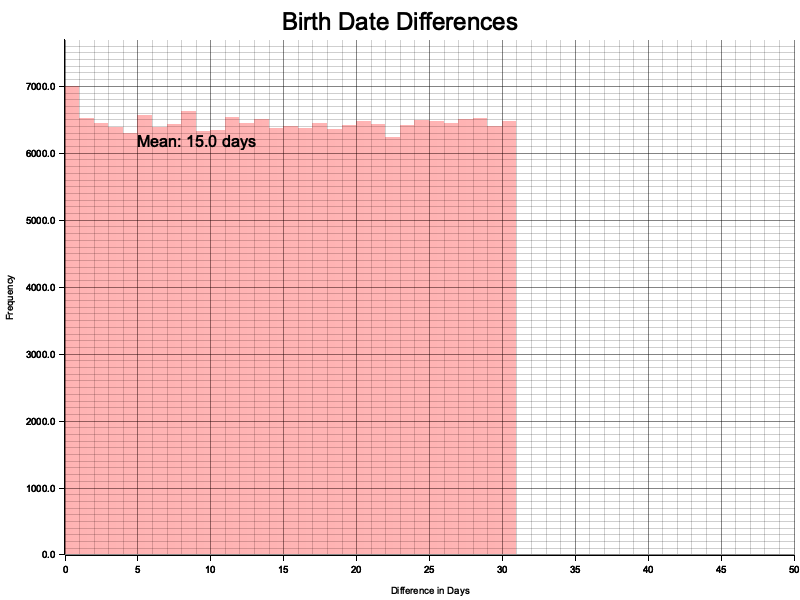 Birth Date Differences
7000.0
6000.0
5000.0
4000.0
3000.0
2000.0
1000.0
0.0
Frequency
Mean: 15.0 days
0 5 10 15 20 25 30 35 40 45 50
Difference in Days